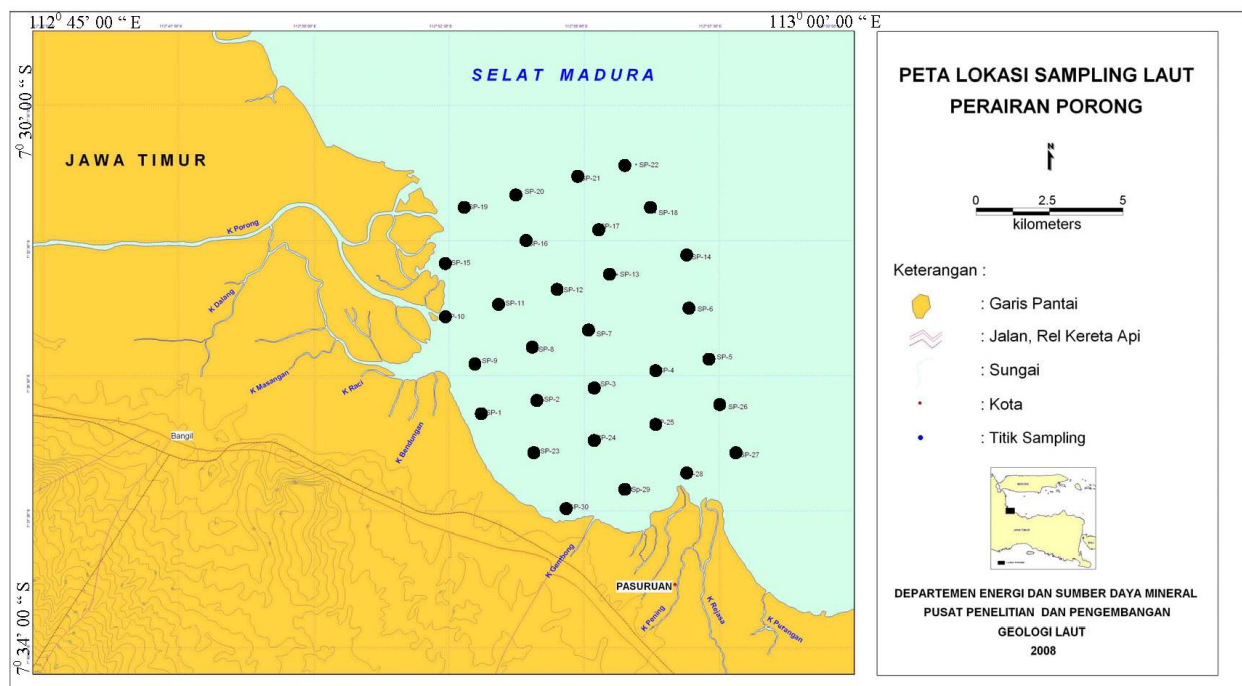 112⁰ 45’ 00 “ E
113⁰ 00’ 00 “ E
7⁰ 30’ 00 “ S
7⁰ 34’ 00 “ S
SELAT MADURA
JAWA TIMUR
SP-22
SP-21
SP-20
SP-19
SP-18
SP-17
SP-16
SP-15
SP-14
SP-13
SP-12
SP-11
SP-10
SP-6
SP-7
SP-8
SP-9
SP-5
SP-4
SP-3
SP-2
SP-1
SP-26
SP-25
SP-24
SP-23
SP-27
-28
Sp-29
SP-30
K Porong
K Dalang
K Masangan
K Raci
K Bendungan
Bangil
K Gembong
PASURUAN
K Pening
K Rejasa
K Purangan
PETA LOKASI SAMPLING LAUT
PERAIRAN PORONG
N
0 2.5 5
kilometers
Keterangan :
: Garis Pantai
: Jalan, Rel Kereta Api
: Sungai
: Kota
: Titik Sampling
JAWA TIMUR
DEPARTEMEN ENERGI DAN SUMBER DAYA MINERAL
PUSAT PENELITIAN DAN PENGEMBANGAN
GEOLOGI LAUT
2008